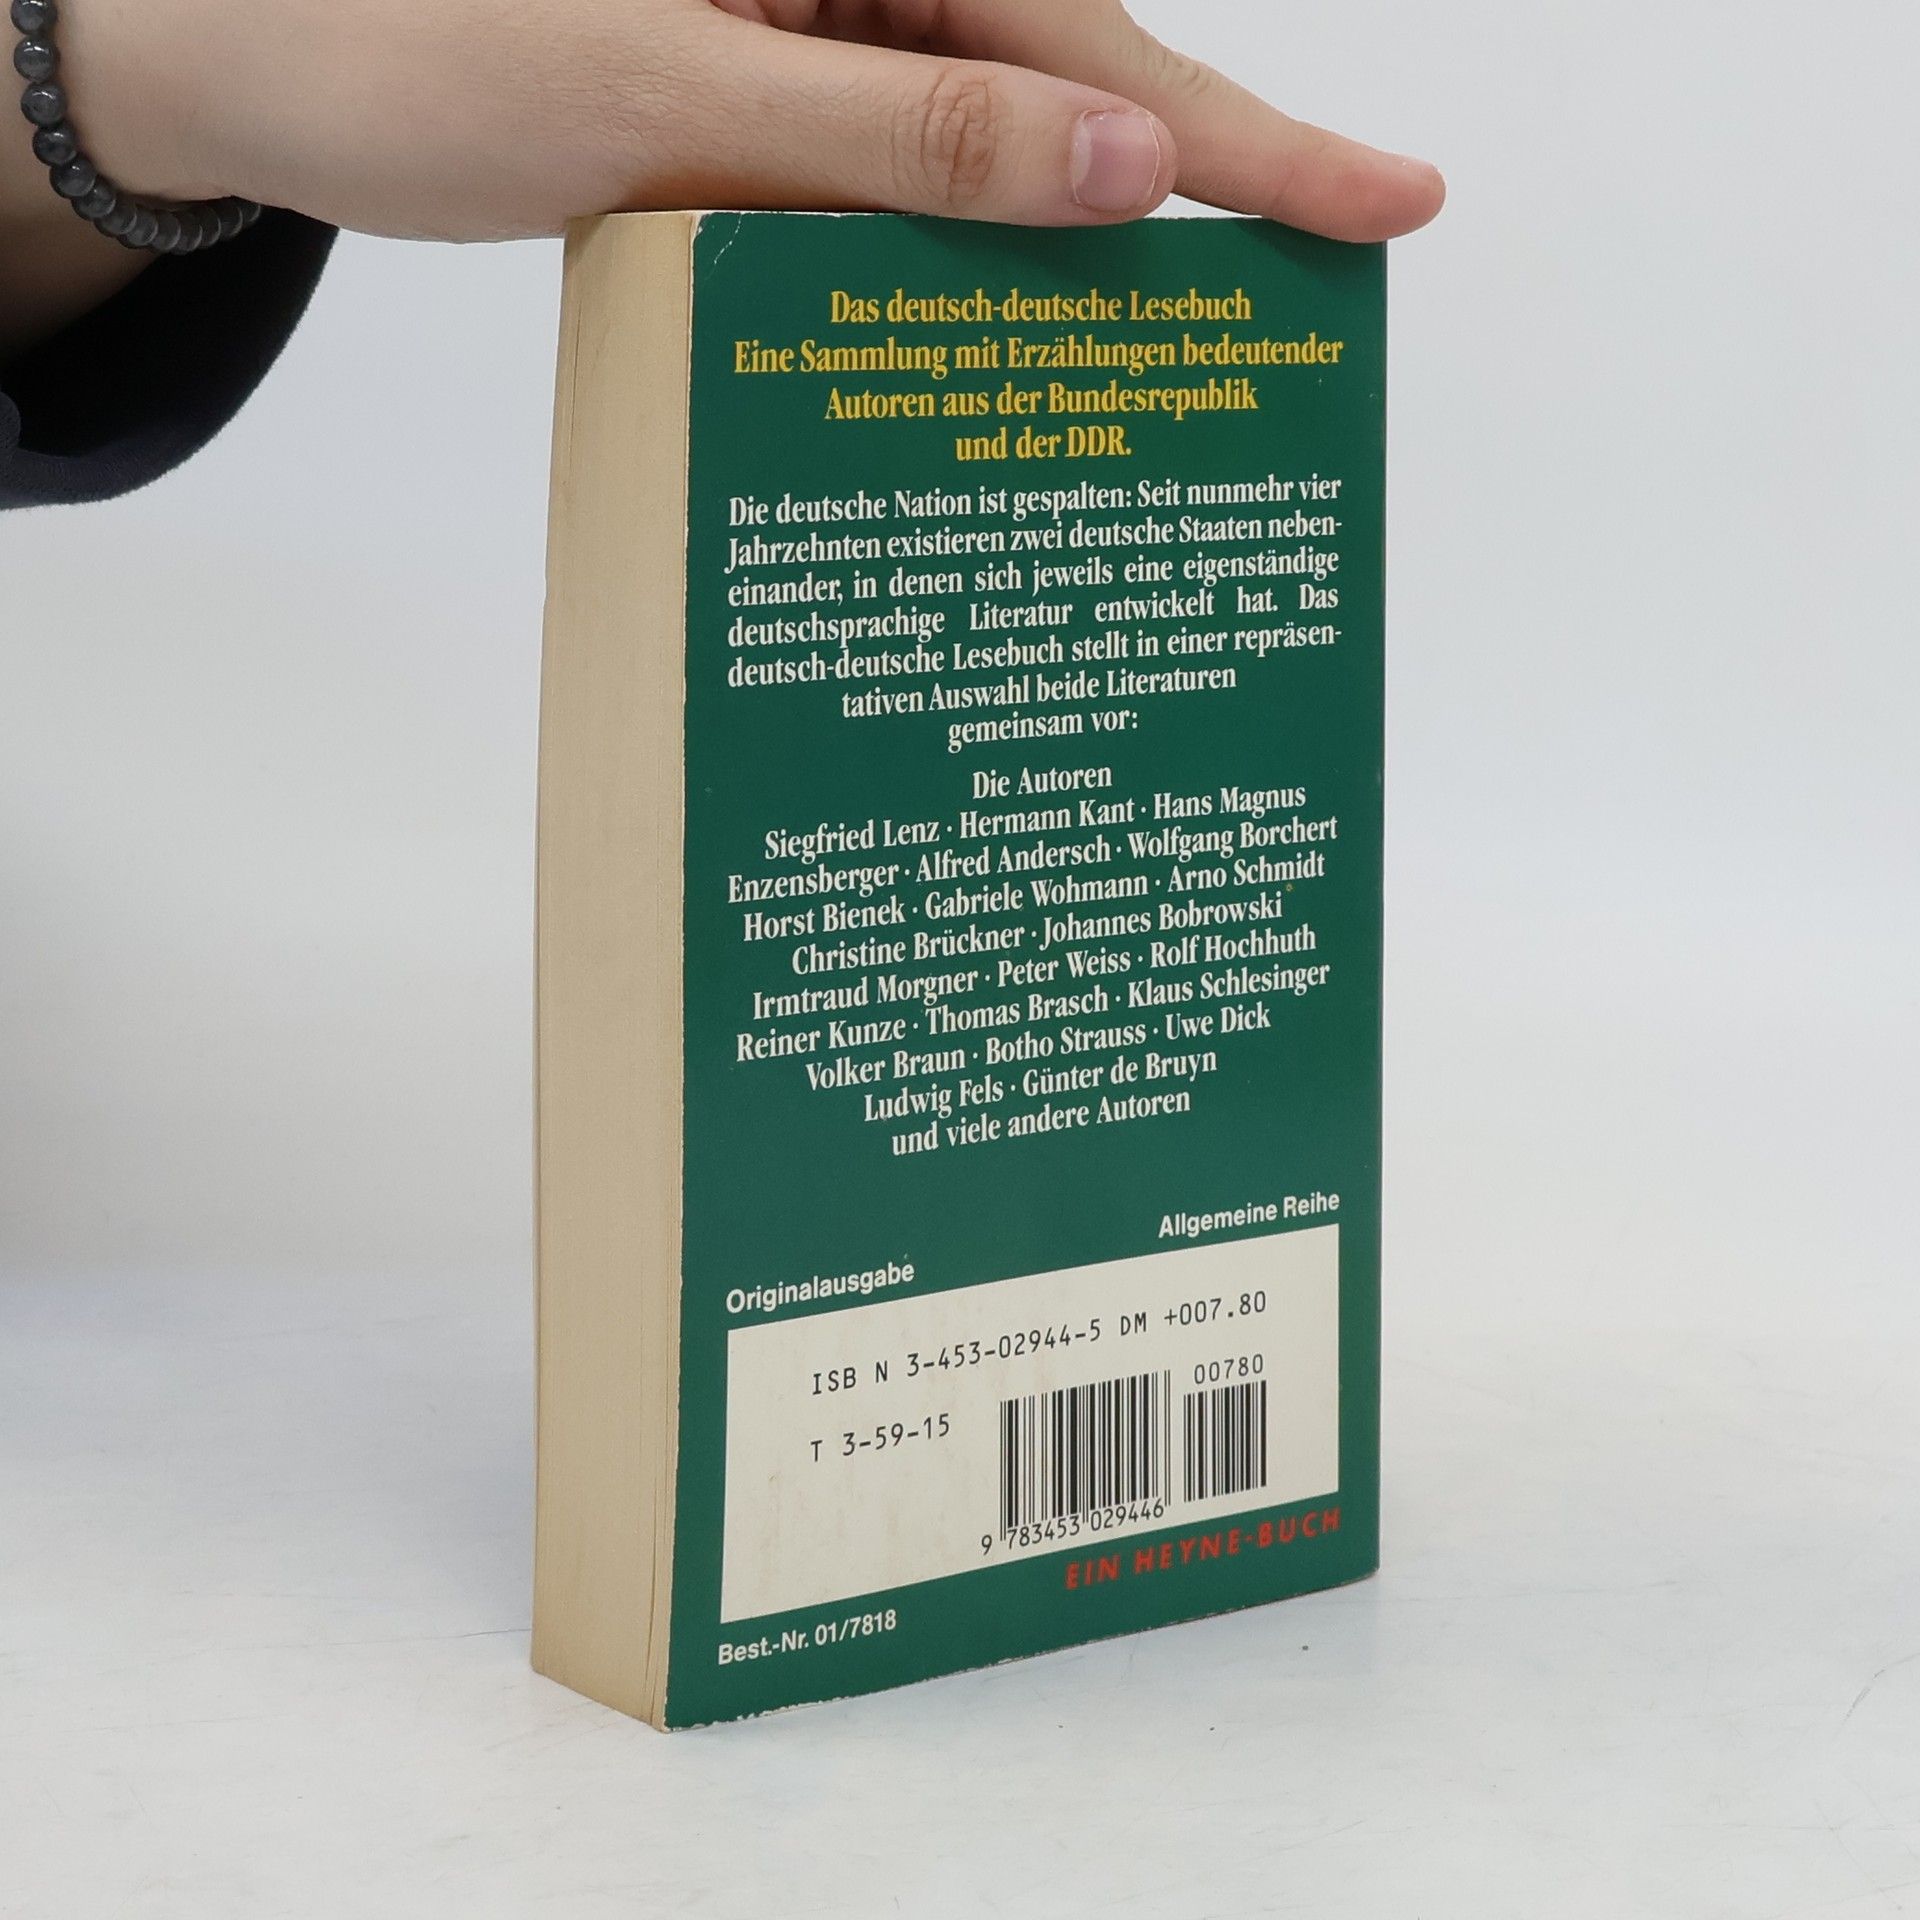 Das deutsch-deutsche Lesebuch
Eine Sammlung mit Erzählungen bedeutender
Autoren aus der Bundesrepublik
und der DDR.
Die deutsche Nation ist gespalten: Seit nunmehr vier
Jahrzehnten existieren zwei deutsche Staaten neben-
einander, in denen sich jeweils eine eigenständige
deutschsprachige Literatur entwickelt hat. Das
deutsch-deutsche Lesebuch stellt in einer repräsen-
tativen Auswahl beide Literaturen
gemeinsam vor:
Die Autoren
Siegfried Lenz · Hermann Kant · Hans Magnus
Enzensberger · Alfred Andersch · Wolfgang Borchert
Horst Bienek · Gabriele Wohmann · Arno Schmidt
Christine Brückner · Johannes Bobrowski
Irmtraud Morgner · Peter Weiss · Rolf Hochhuth
Reiner Kunze · Thomas Brasch · Klaus Schlesinger
Volker Braun · Botho Strauss · Uwe Dick
Ludwig Fels · Günter de Bruyn
und viele andere Autoren
Originalausgabe
Allgemeine Reihe
ISB N 3-453-02944-5 DM +007.80
00780
T 3-59-15
9 783453 029446
EIN HEYNE-BUCH
Best.-Nr. 01/7818